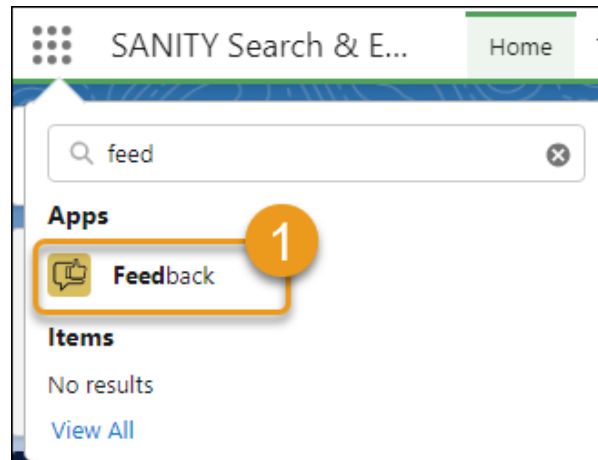 SANITY Search & E... Home
feed
Apps
1
Feedback
Items
No results
View All